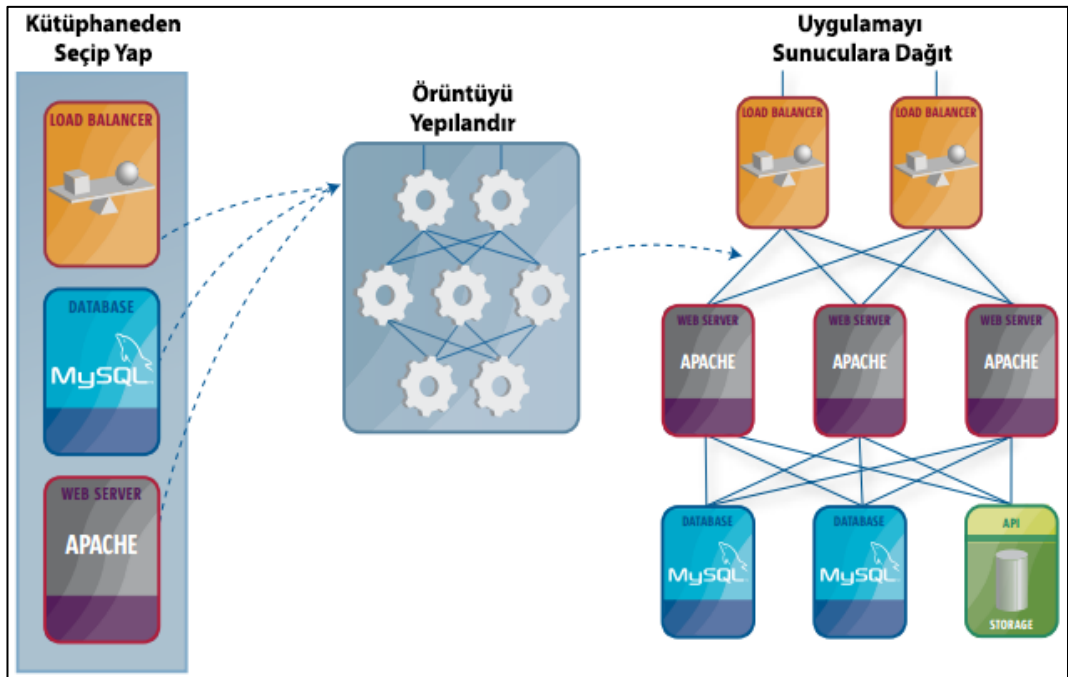 Kütüphaneden
Seçip Yap
LOAD BALANCER
DATABASE
MySQL
WEB SERVER
APACHE
Örüntüyü
Yepılandır
Uygulamayı
Sunuculara Dağıt
LOAD BALANCER
LOAD BALANCER
WEB SERVER
APACHE
WEB SERVER
APACHE
WEB SERVER
APACHE
DATABASE
MySQL
DATABASE
MySQL
API
STORAGE